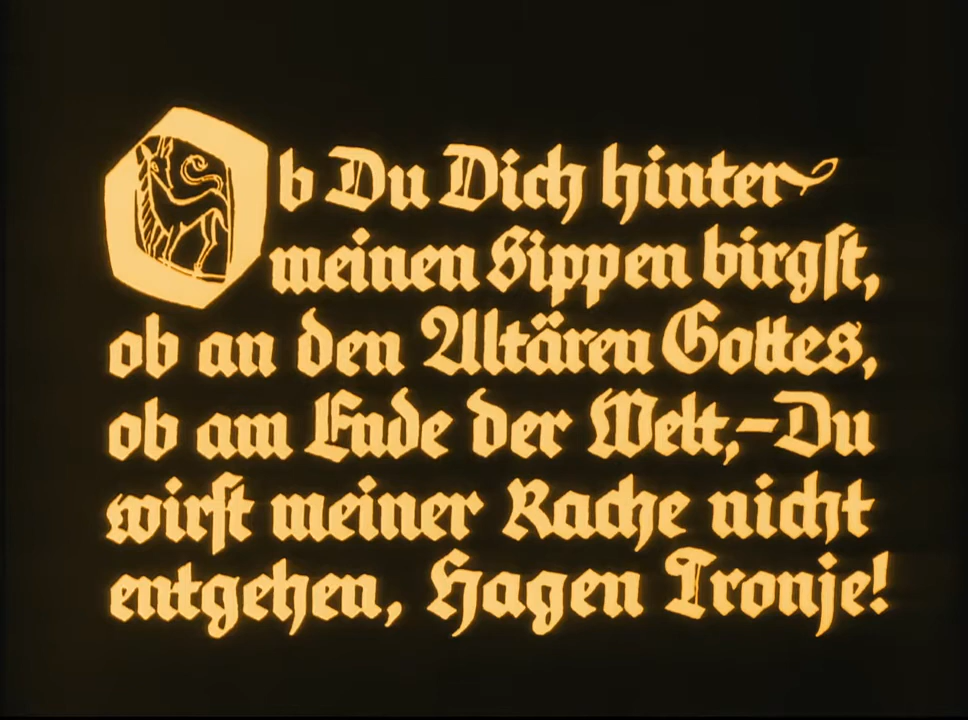 Ob Du Dich hinter
meinen Sippen birgſt,
ob an den Altären Gottes,
ob am Ende der Welt,–Du
wirſt meiner Rache nicht
entgehen, Hagen Tronje!